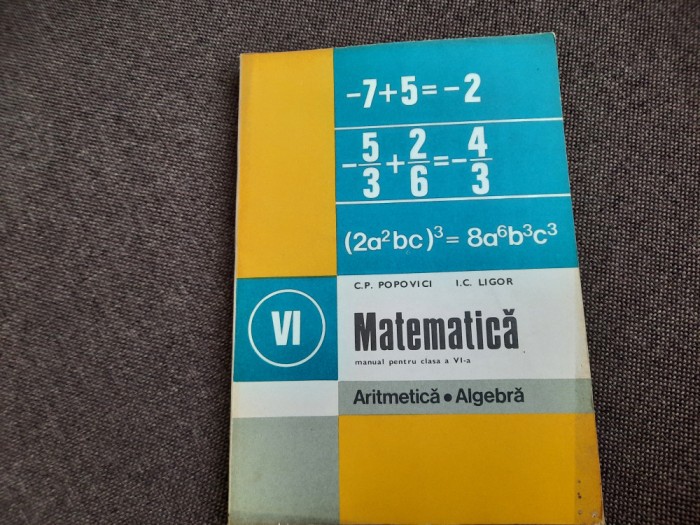 −7+5=−2
−5/3+2/6=−4/3
(2a²bc)³=8a⁶b³c³
C.P. POPOVICI I.C. LIGOR
VI
Matematică
manual pentru clasa a VI-a
Aritmetică • Algebră